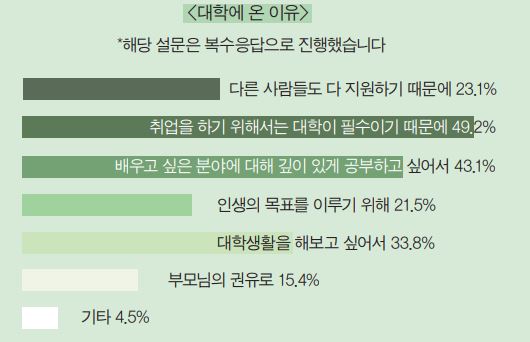 <대학에 온 이유>
*해당 설문은 복수응답으로 진행했습니다
다른 사람들도 다 지원하기 때문에 23.1%
취업을 하기 위해서는 대학이 필수이기 때문에 49.2%
배우고 싶은 분야에 대해 깊이 있게 공부하고 싶어서 43.1%
인생의 목표를 이루기 위해 21.5%
대학생활을 해보고 싶어서 33.8%
부모님의 권유로 15.4%
기타 4.5%